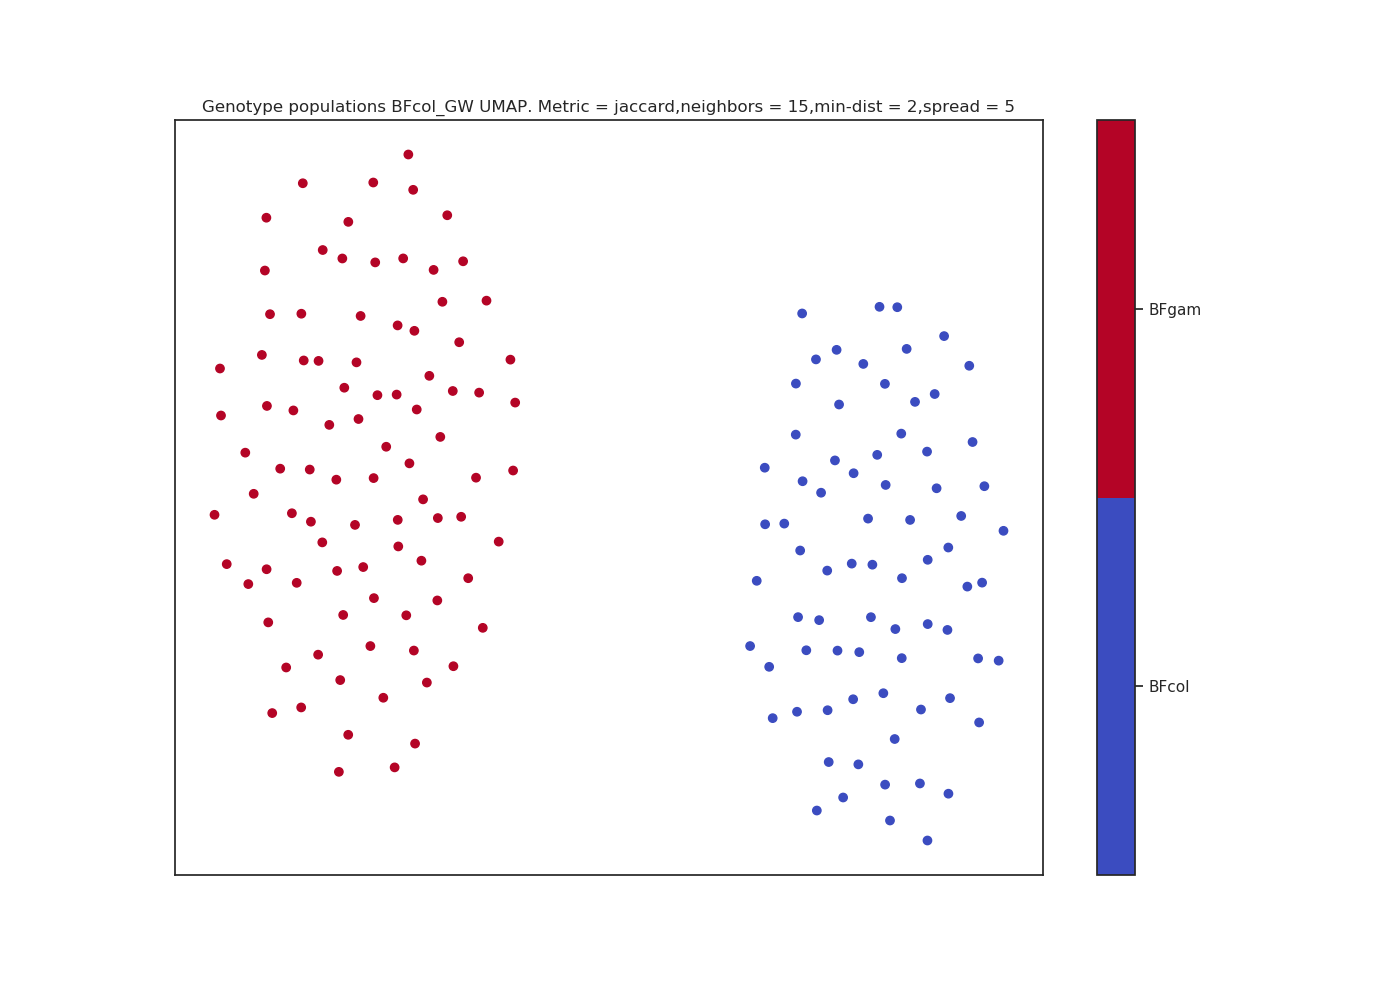 Genotype populations BFcol_GW UMAP. Metric = jaccard,neighbors = 15,min-dist = 2,spread = 5
BFgam
BFcol